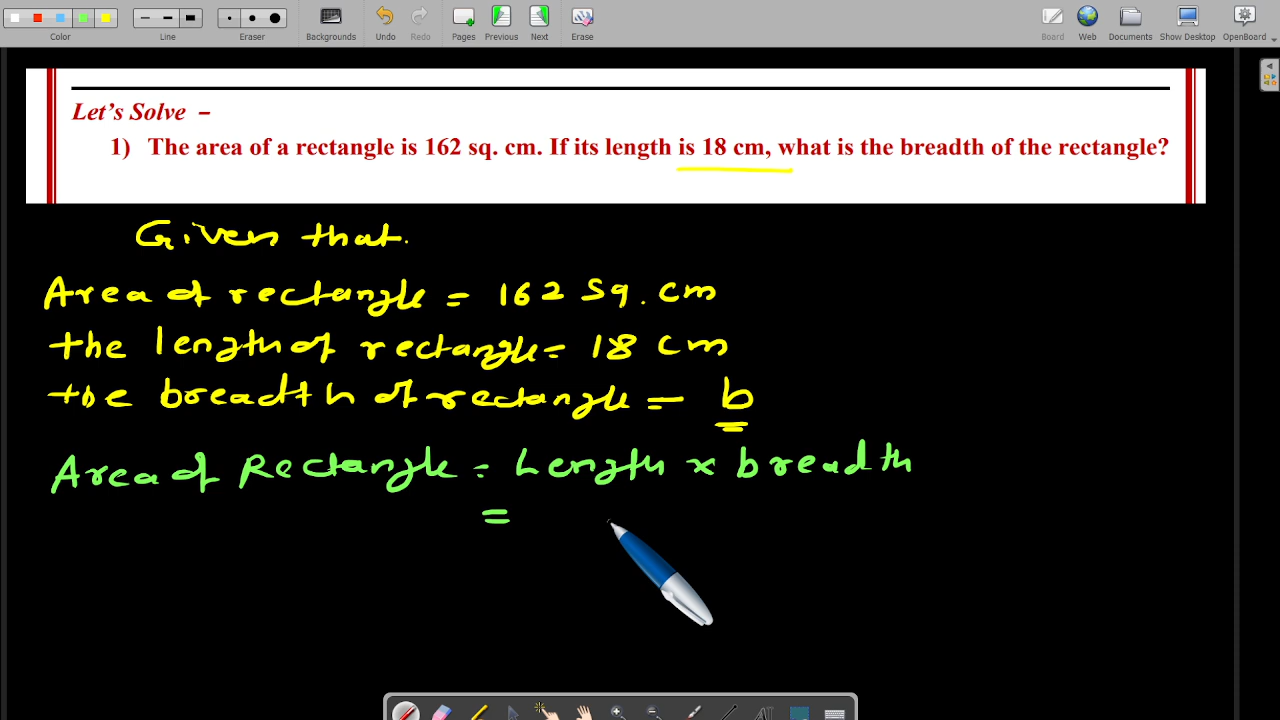 Color Line Eraser Backgrounds Undo Redo Pages Previous Next Erase Board Web Documents Show Desktop OpenBoard
Let's Solve –
1) The area of a rectangle is 162 sq. cm. If its length is 18 cm, what is the breadth of the rectangle?
Given that.
Area of rectangle = 162 Sq. cm
the length of rectangle = 18 cm
the breadth of rectangle = b
Area of Rectangle = Length × breadth
=